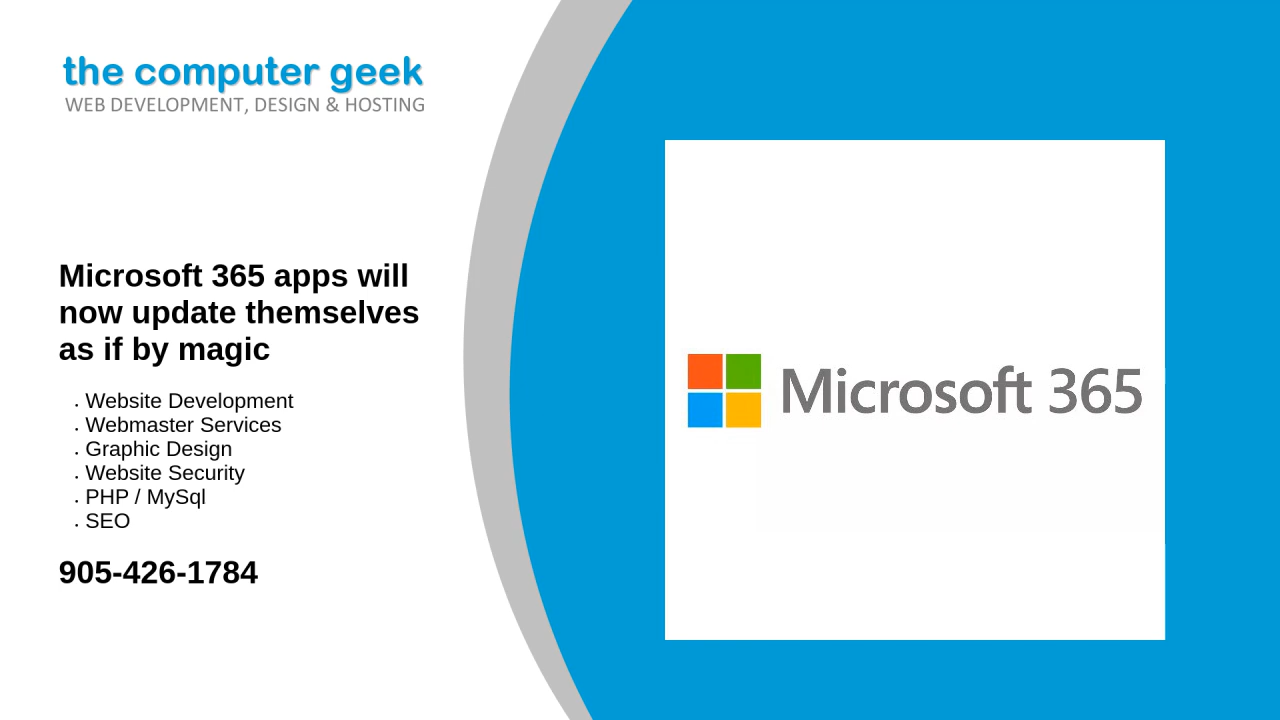 the computer geek
WEB DEVELOPMENT, DESIGN & HOSTING
Microsoft 365 apps will
now update themselves
as if by magic
Website Development
Webmaster Services
Graphic Design
Website Security
PHP / MySql
SEO
905-426-1784
Microsoft 365